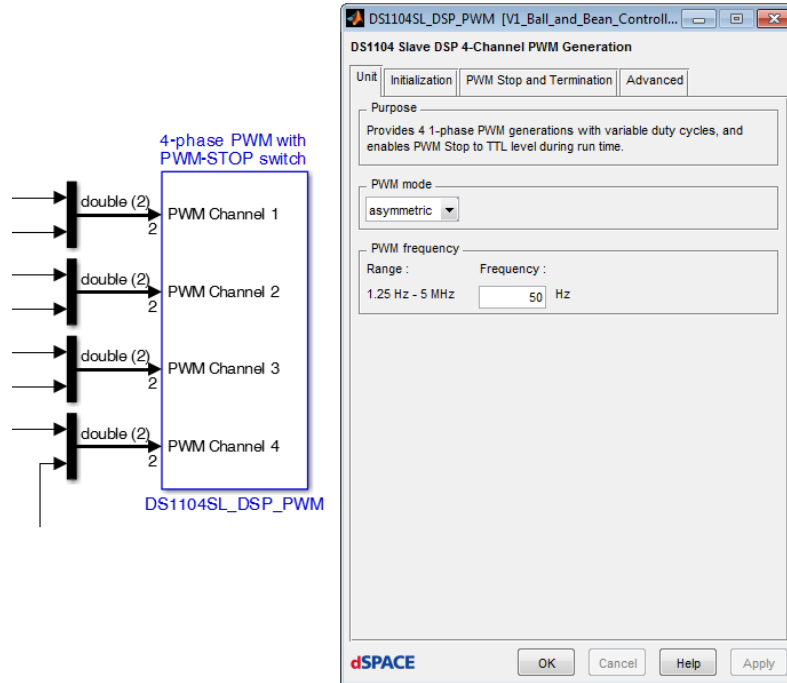 4-phase PWM with
PWM-STOP switch
double (2)
2
PWM Channel 1
double (2)
2
PWM Channel 2
double (2)
2
PWM Channel 3
double (2)
2
PWM Channel 4
DS1104SL_DSP_PWM
DS1104SL_DSP_PWM [V1_Ball_and_Bean_Controll...
DS1104 Slave DSP 4-Channel PWM Generation
Unit Initialization PWM Stop and Termination Advanced
Purpose
Provides 4 1-phase PWM generations with variable duty cycles, and
enables PWM Stop to TTL level during run time.
PWM mode
asymmetric
PWM frequency
Range : Frequency :
1.25 Hz - 5 MHz 50 Hz
dSPACE OK Cancel Help Apply